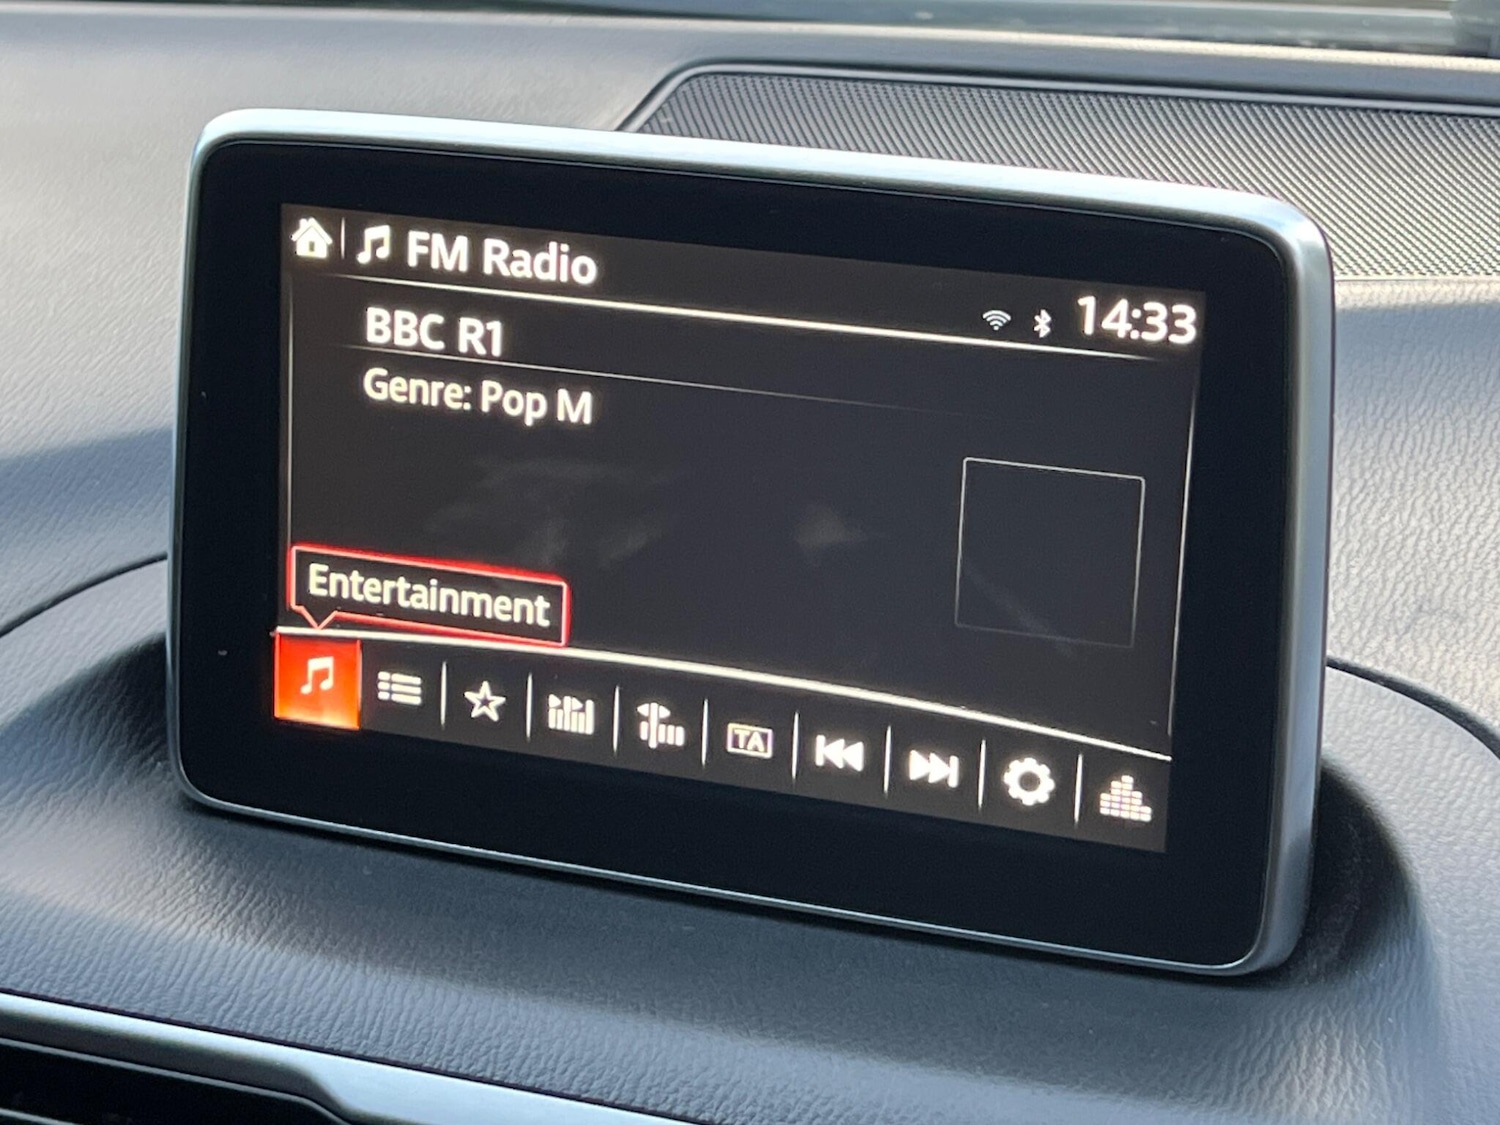 FM Radio
14:33
BBC R1
Genre: Pop M
Entertainment
TA